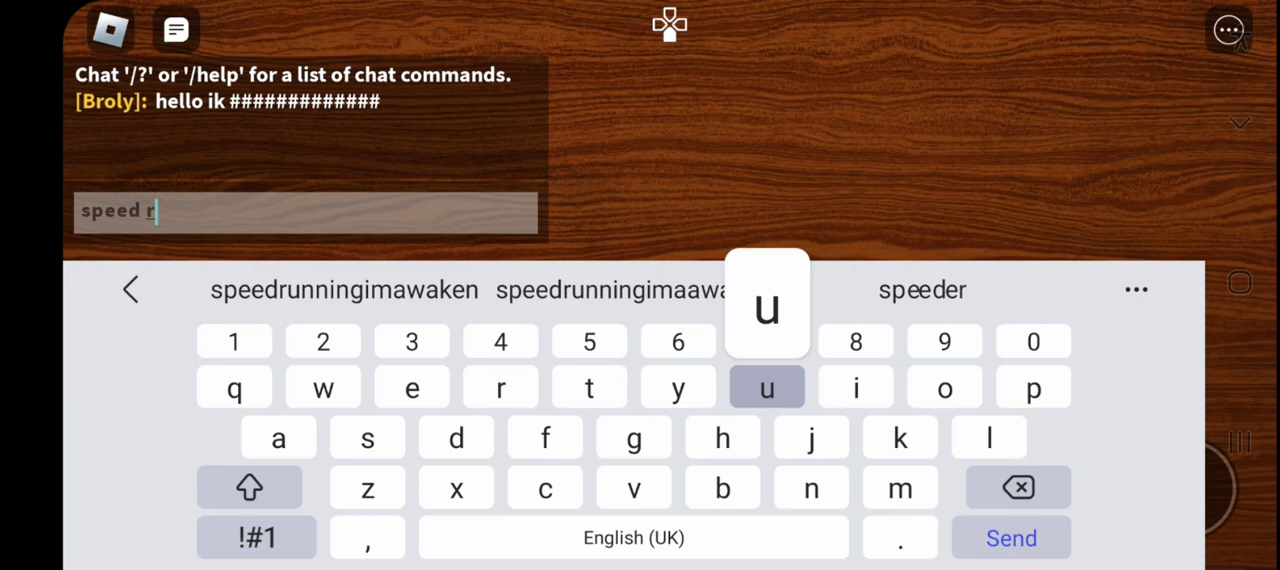 Chat '/?' or '/help' for a list of chat commands.
[Broly]: hello ik #############
speed r
speedrunningimawaken speedrunningimaawa speeder ...
u
1 2 3 4 5 6 8 9 0
q w e r t y u i o p
a s d f g h j k l
z x c v b n m
!#1 , English (UK) . Send